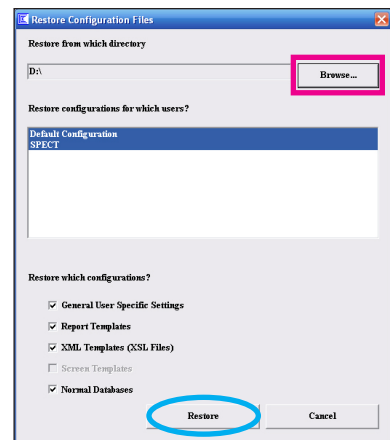 Restore Configuration Files
Restore from which directory
D:\
Browse...
Restore configurations for which users?
Default Configuration
SPECT
Restore which configurations?
General User Specific Settings
Report Templates
XML Templates (XSL Files)
Screen Templates
Normal Databases
Restore Cancel